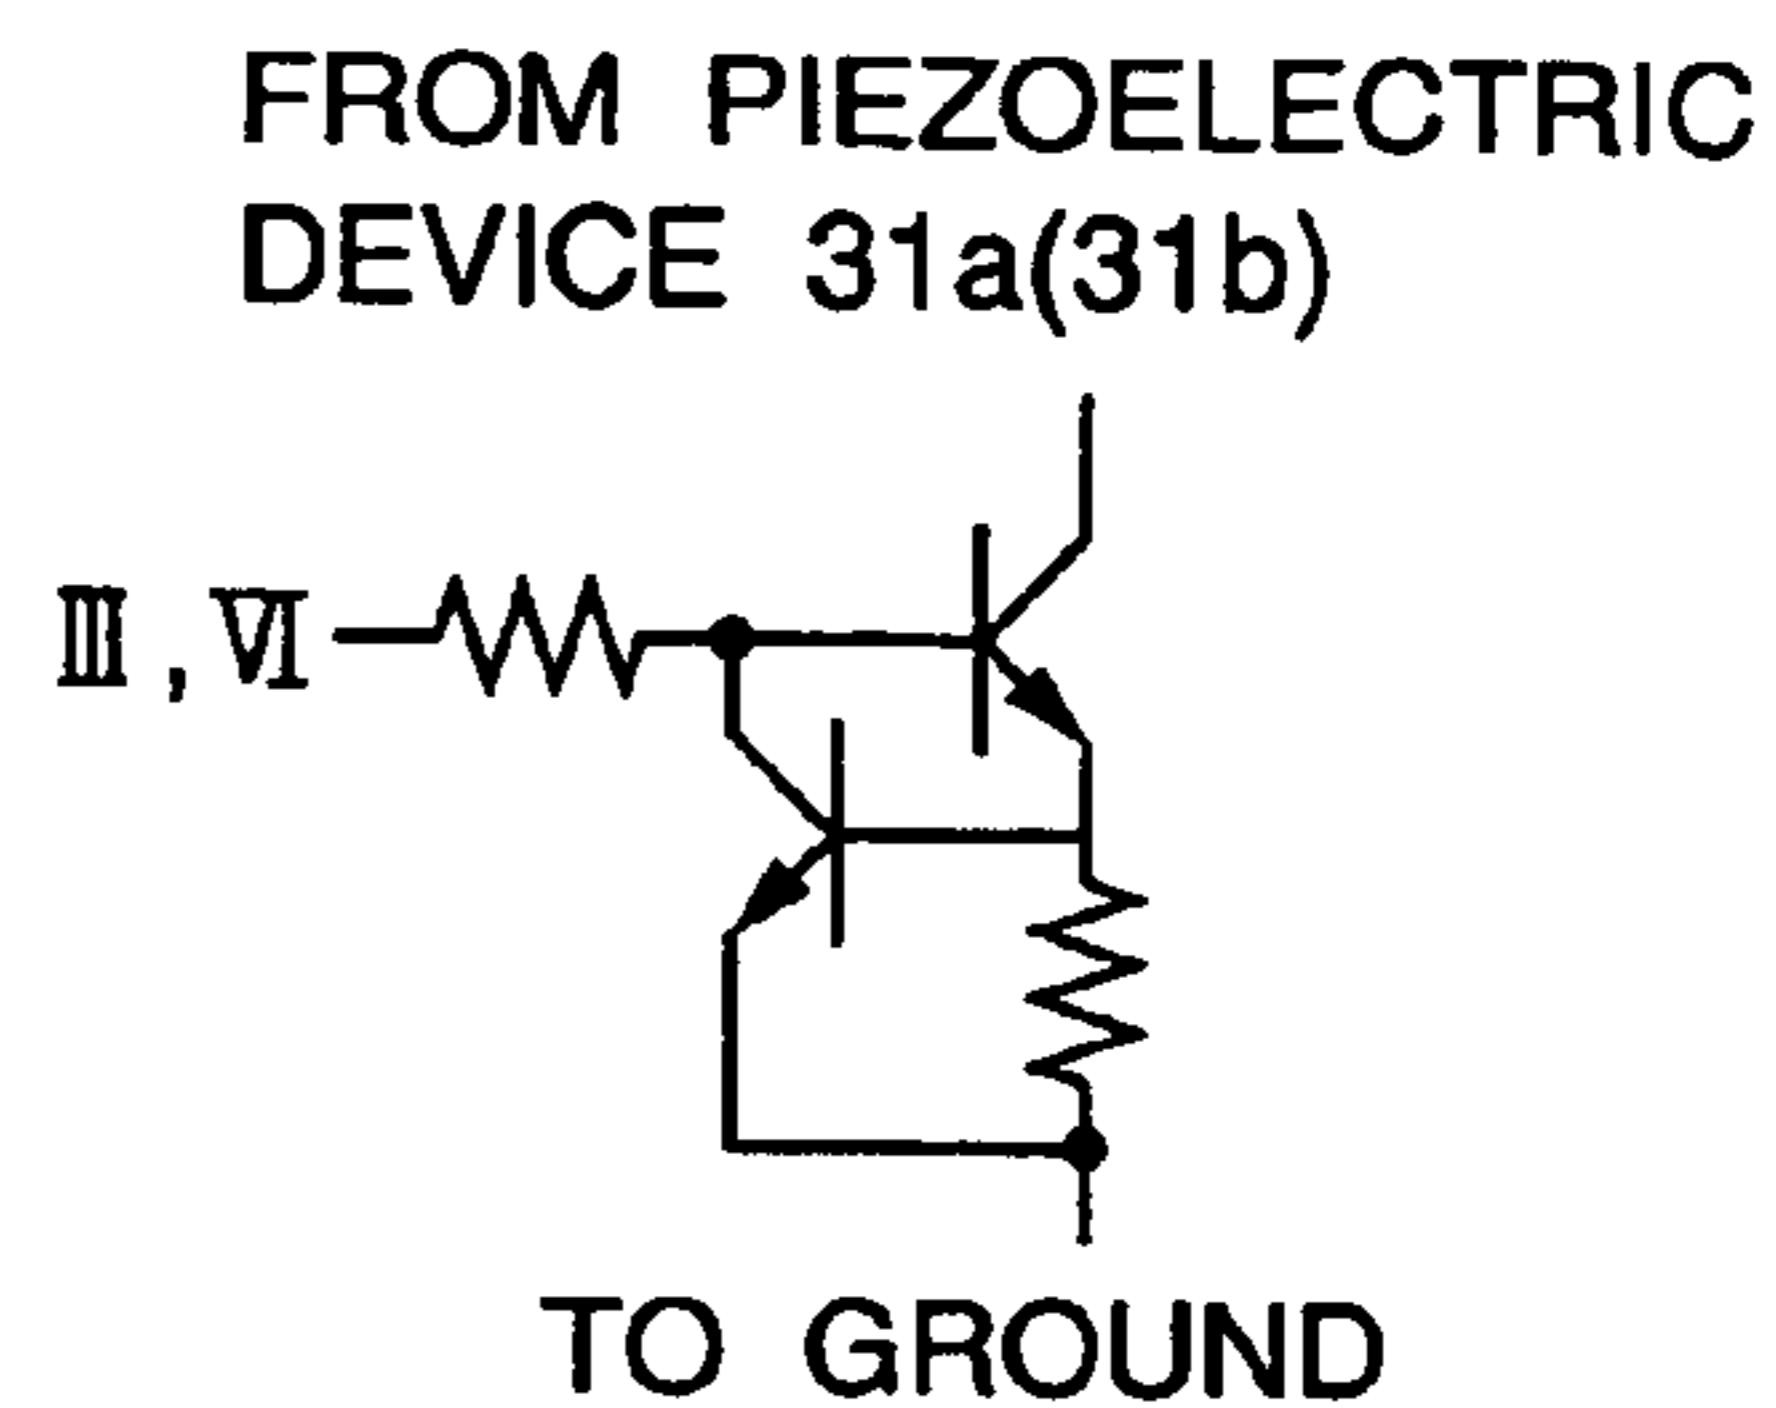 FROM PIEZOELECTRIC
DEVICE 31a(31b)
Ⅲ,Ⅵ
TO GROUND